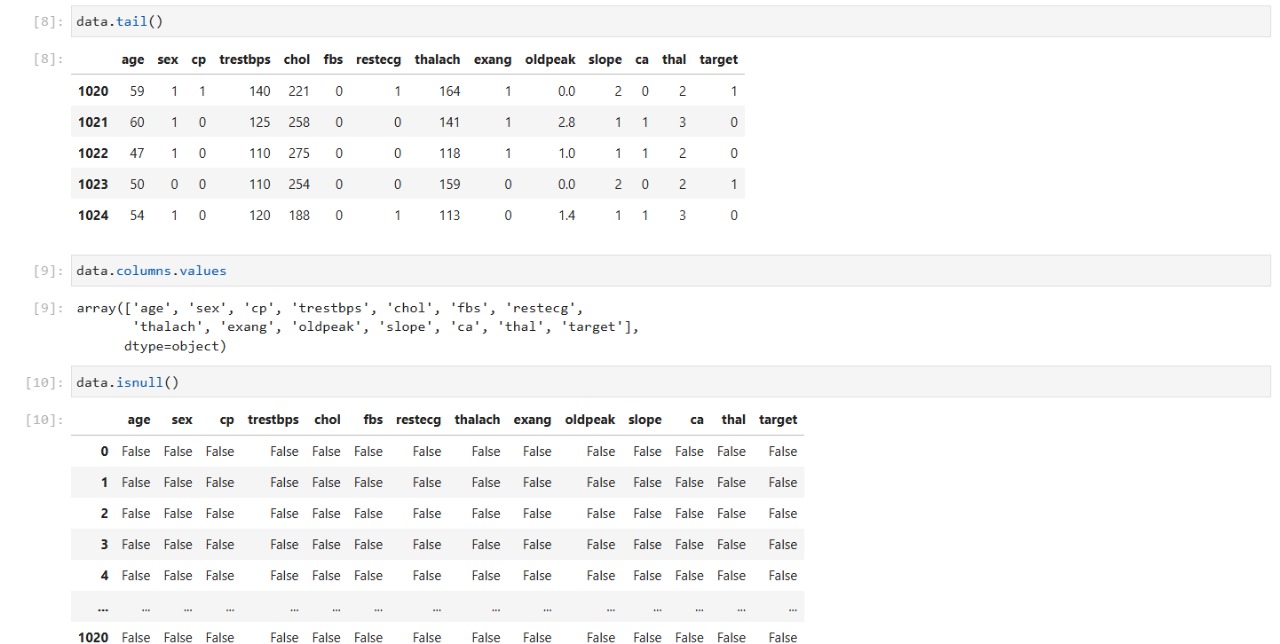 [8]: data.tail()
[8]: age sex cp trestbps chol fbs restecg thalach exang oldpeak slope ca thal target
1020 59 1 1 140 221 0 1 164 1 0.0 2 0 2 1
1021 60 1 0 125 258 0 0 141 1 2.8 1 1 3 0
1022 47 1 0 110 275 0 0 118 1 1.0 1 1 2 0
1023 50 0 0 110 254 0 0 159 0 0.0 2 0 2 1
1024 54 1 0 120 188 0 1 113 0 1.4 1 1 3 0
[9]: data.columns.values
[9]: array(['age', 'sex', 'cp', 'trestbps', 'chol', 'fbs', 'restecg',
'thalach', 'exang', 'oldpeak', 'slope', 'ca', 'thal', 'target'],
dtype=object)
[10]: data.isnull()
[10]: age sex cp trestbps chol fbs restecg thalach exang oldpeak slope ca thal target
0 False False False False False False False False False False False False False False
1 False False False False False False False False False False False False False False
2 False False False False False False False False False False False False False False
3 False False False False False False False False False False False False False False
4 False False False False False False False False False False False False False False
... ... ... ... ... ... ... ... ... ... ... ... ... ... ...
1020 False False False False False False False False False False False False False False